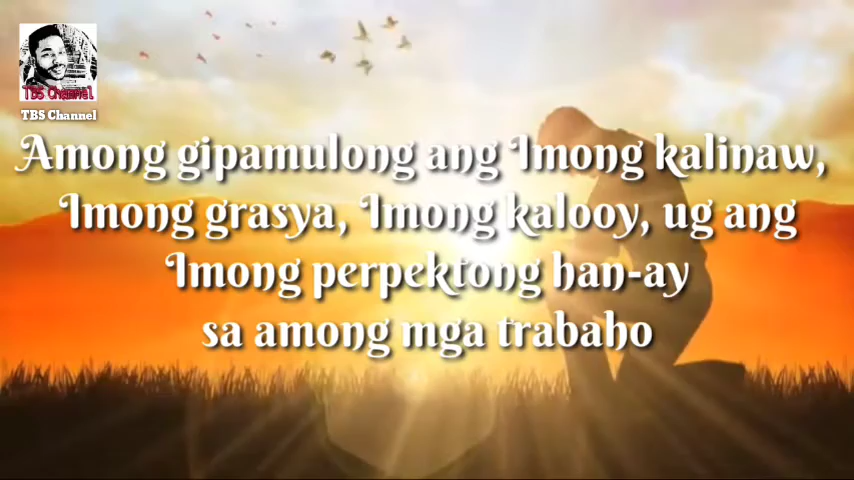 TBS Channel
TBS Channel
Among gipamulong ang Imong kalinaw,
Imong grasya, Imong kalooy, ug ang
Imong perpektong han-ay
sa among mga trabaho